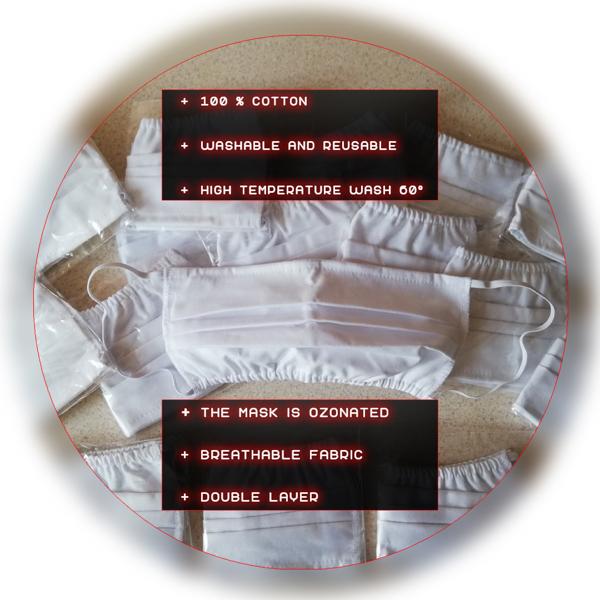 + 100 % COTTON
+ WASHABLE AND REUSABLE
+ HIGH TEMPERATURE WASH 60°
+ THE MASK IS OZONATED
+ BREATHABLE FABRIC
+ DOUBLE LAYER